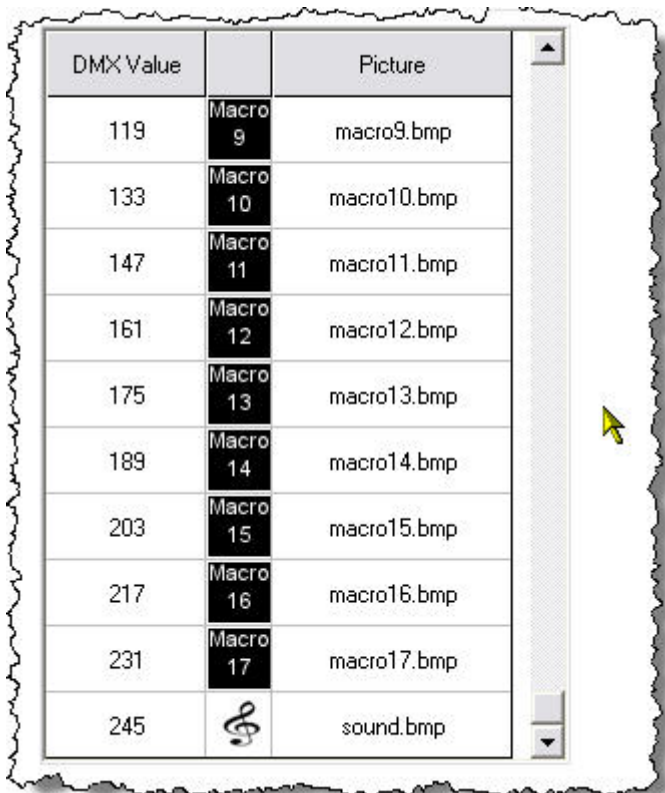 DMX Value Picture
119 Macro 9 macro9.bmp
133 Macro 10 macro10.bmp
147 Macro 11 macro11.bmp
161 Macro 12 macro12.bmp
175 Macro 13 macro13.bmp
189 Macro 14 macro14.bmp
203 Macro 15 macro15.bmp
217 Macro 16 macro16.bmp
231 Macro 17 macro17.bmp
245 sound.bmp